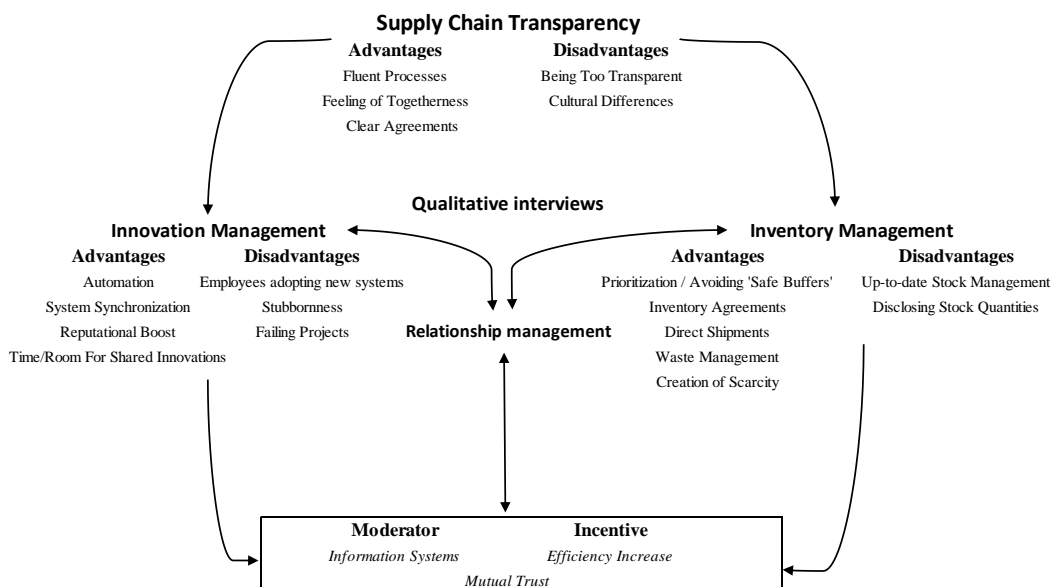 Supply Chain Transparency
Advantages
Disadvantages
Fluent Processes
Being Too Transparent
Feeling of Togetherness
Cultural Differences
Clear Agreements
Qualitative interviews
Innovation Management
Inventory Management
Advantages
Disadvantages
Advantages
Disadvantages
Automation
Employees adopting new systems
Prioritization / Avoiding 'Safe Buffers'
Up-to-date Stock Management
System Synchronization
Stubbornness
Inventory Agreements
Disclosing Stock Quantities
Reputational Boost
Failing Projects
Relationship management
Direct Shipments
Time/Room For Shared Innovations
Waste Management
Creation of Scarcity
Moderator
Incentive
Information Systems
Efficiency Increase
Mutual Trust